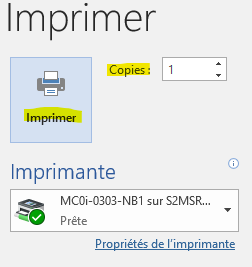 Imprimer
Copies : 1
Imprimer
Imprimante
MC0i-0303-NB1 sur S2MSR...
Prête
Propriétés de l'imprimante